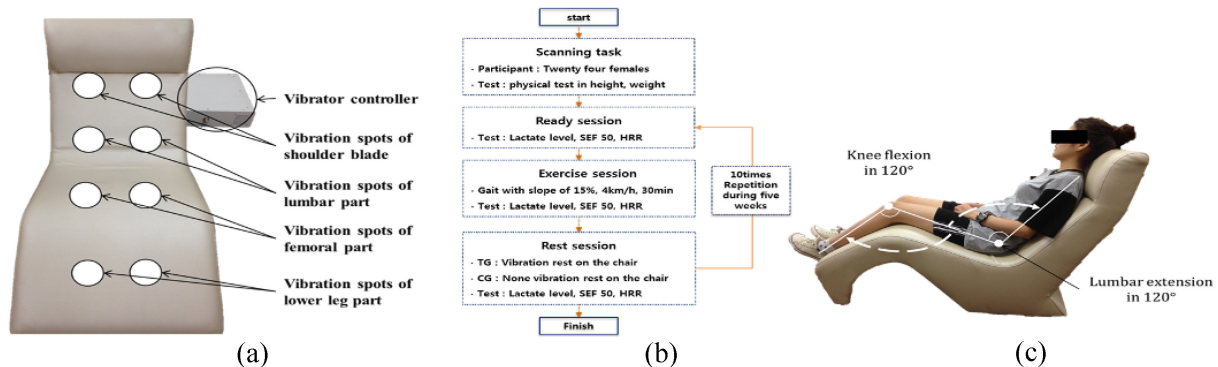 Vibrator controller
Vibration spots of
shoulder blade
Vibration spots of
lumbar part
Vibration spots of
femoral part
Vibration spots of
lower leg part
(a)
start
Scanning task
- Participant : Twenty four females
- Test : physical test in height, weight
Ready session
- Test : Lactate level, SEF 50, HRR
Exercise session
- Gait with slope of 15%, 4km/h, 30min
- Test : Lactate level, SEF 50, HRR
Rest session
- TG : Vibration rest on the chair
- CG : None vibration rest on the chair
- Test : Lactate level, SEF 50, HRR
Finish
10times
Repetition
during five
weeks
(b)
Knee flexion
in 120°
Lumbar extension
in 120°
(c)